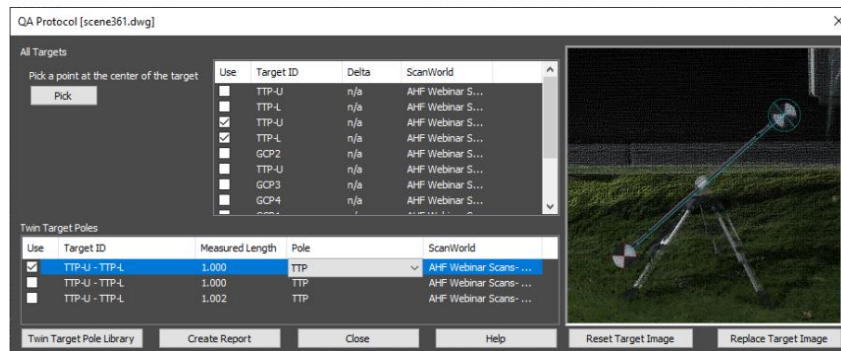 QA Protocol [scene361.dwg]
All Targets
Pick a point at the center of the target
Pick
Use Target ID Delta ScanWorld
TTP-U n/a AHF Webinar S...
TTP-L n/a AHF Webinar S...
TTP-U n/a AHF Webinar S...
TTP-L n/a AHF Webinar S...
GCP2 n/a AHF Webinar S...
TTP-U n/a AHF Webinar S...
GCP3 n/a AHF Webinar S...
GCP4 n/a AHF Webinar S...
Twin Target Poles
Use Target ID Measured Length Pole ScanWorld
TTP-U - TTP-L 1.000 TTP AHF Webinar Scans- ...
TTP-U - TTP-L 1.000 TTP AHF Webinar Scans- ...
TTP-U - TTP-L 1.002 TTP AHF Webinar Scans- ...
Twin Target Pole Library Create Report Close Help Reset Target Image Replace Target Image